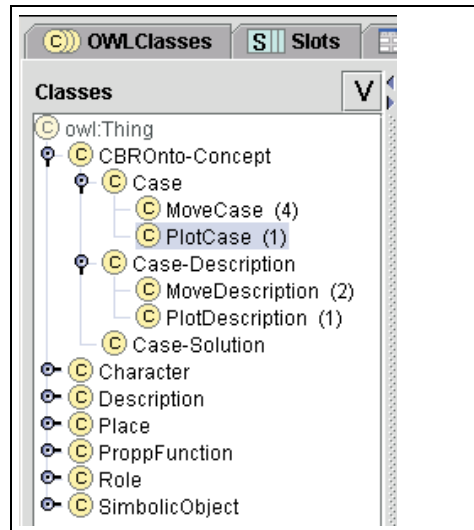 C OWLClasses S Slots
Classes V
C owl:Thing
C CBROnto-Concept
C Case
C MoveCase (4)
C PlotCase (1)
C Case-Description
C MoveDescription (2)
C PlotDescription (1)
C Case-Solution
C Character
C Description
C Place
C ProppFunction
C Role
C SimbolicObject